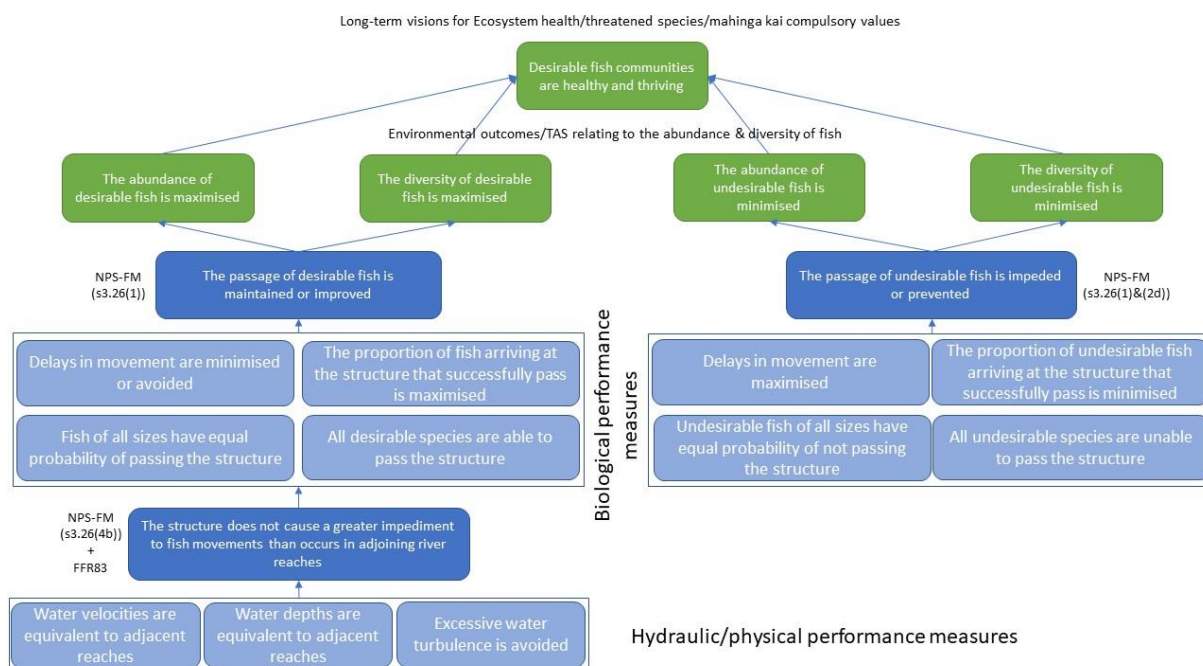 Long-term visions for Ecosystem health/threatened species/mahinga kai compulsory values
Desirable fish communities
are healthy and thriving
Environmental outcomes/TAS relating to the abundance & diversity of fish
The abundance of
desirable fish is maximised
The diversity of desirable
fish is maximised
The abundance of
undesirable fish is
minimised
The diversity of
undesirable fish is
minimised
NPS-FM
(s3.26(1))
The passage of desirable fish is
maintained or improved
The passage of undesirable fish is impeded
or prevented
NPS-FM
(s3.26(1)&(2d))
Delays in movement are minimised
or avoided
The proportion of fish arriving at
the structure that successfully pass
is maximised
Fish of all sizes have equal
probability of passing the structure
All desirable species are able to
pass the structure
Biological performance
measures
Delays in movement are
maximised
The proportion of undesirable fish
arriving at the structure that
successfully pass is minimised
Undesirable fish of all sizes have
equal probability of not passing
the structure
All undesirable species are unable
to pass the structure
NPS-FM
(s3.26(4b))
+
FFR83
The structure does not cause a greater impediment
to fish movements than occurs in adjoining river
reaches
Water velocities are
equivalent to adjacent
reaches
Water depths are
equivalent to adjacent
reaches
Excessive water
turbulence is avoided
Hydraulic/physical performance measures